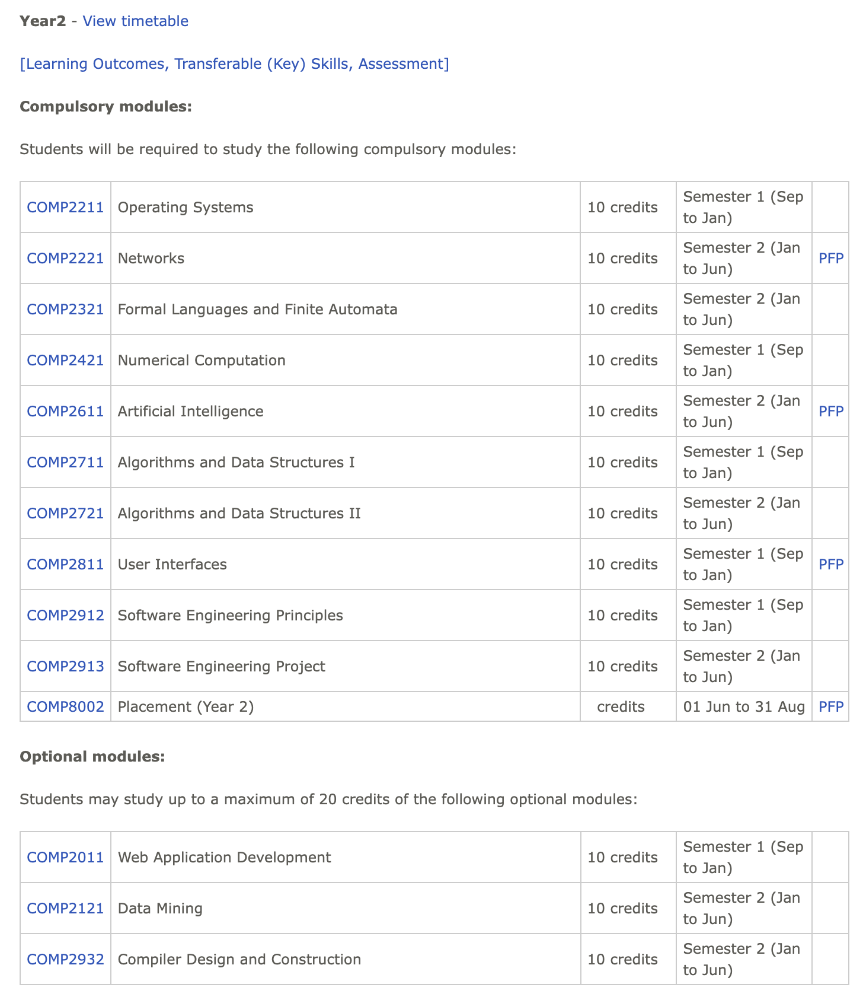 Year2 - View timetable
[Learning Outcomes, Transferable (Key) Skills, Assessment]
Compulsory modules:
Students will be required to study the following compulsory modules:
COMP2211 Operating Systems 10 credits Semester 1 (Sep
to Jan)
COMP2221 Networks 10 credits Semester 2 (Jan
to Jun) PFP
COMP2321 Formal Languages and Finite Automata 10 credits Semester 2 (Jan
to Jun)
COMP2421 Numerical Computation 10 credits Semester 1 (Sep
to Jan)
COMP2611 Artificial Intelligence 10 credits Semester 2 (Jan
to Jun) PFP
COMP2711 Algorithms and Data Structures I 10 credits Semester 1 (Sep
to Jan)
COMP2721 Algorithms and Data Structures II 10 credits Semester 2 (Jan
to Jun)
COMP2811 User Interfaces 10 credits Semester 1 (Sep
to Jan) PFP
COMP2912 Software Engineering Principles 10 credits Semester 1 (Sep
to Jan)
COMP2913 Software Engineering Project 10 credits Semester 2 (Jan
to Jun)
COMP8002 Placement (Year 2) credits 01 Jun to 31 Aug PFP
Optional modules:
Students may study up to a maximum of 20 credits of the following optional modules:
COMP2011 Web Application Development 10 credits Semester 1 (Sep
to Jan)
COMP2121 Data Mining 10 credits Semester 2 (Jan
to Jun)
COMP2932 Compiler Design and Construction 10 credits Semester 2 (Jan
to Jun)